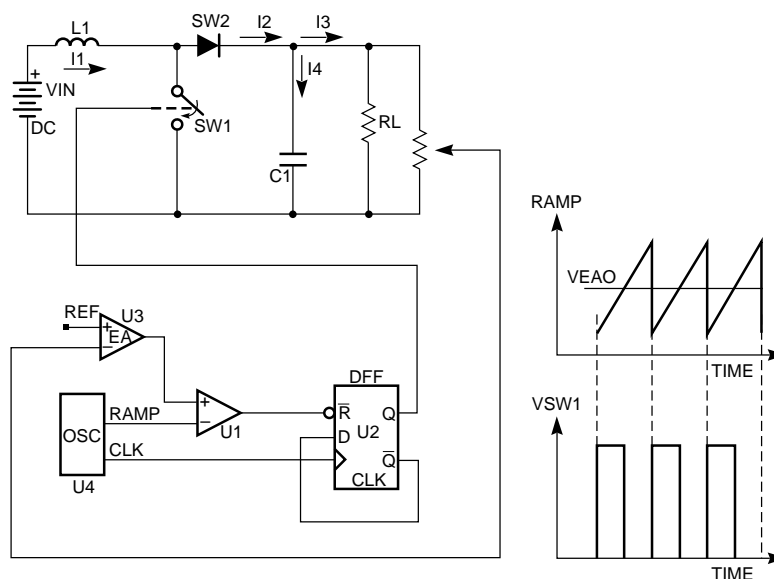 L1
SW2
I2
I3
I1
I4
+
VIN
DC
SW1
RL
C1
RAMP
VEAO
TIME
REF
U3
+
EA
−
DFF
RAMP
+
−
U1
R̅
Q
OSC
D
U2
CLK
Q̅
U4
CLK
VSW1
TIME